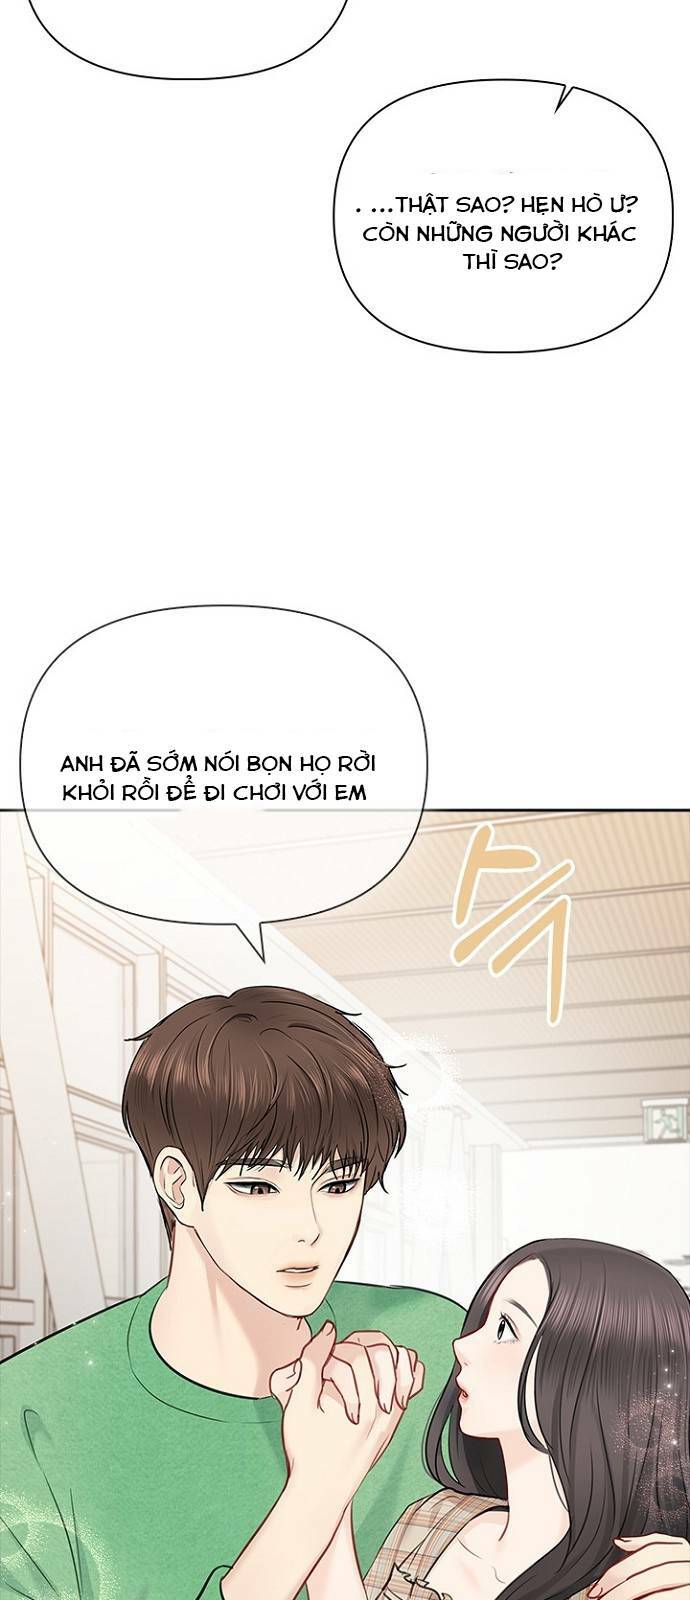 . ...THẬT SAO? HẸN HÒ Ư?
CÒN NHỮNG NGƯỜI KHÁC
THÌ SAO?
ANH ĐÃ SỚM NÓI BỌN HỌ RỜI
KHỎI RỒI ĐỂ ĐI CHƠI VỚI EM
슥